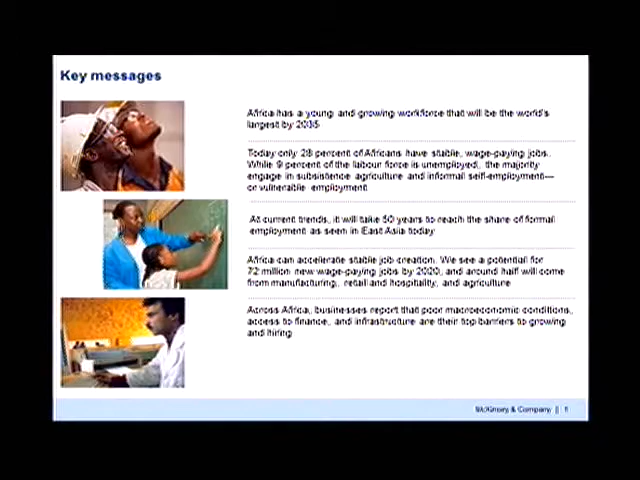 Key messages
Africa has a young and growing workforce that will be the world's
largest by 2035
Today only 28 percent of Africans have stable, wage-paying jobs.
While 9 percent of the labour force is unemployed, the majority
engage in subsistence agriculture and informal self-employment—
or vulnerable employment
At current trends, it will take 50 years to reach the share of formal
employment as seen in East Asia today
Africa can accelerate stable job creation. We see a potential for
72 million new wage-paying jobs by 2020, and around half will come
from manufacturing, retail and hospitality, and agriculture
Across Africa, businesses report that poor macroeconomic conditions,
access to finance, and infrastructure are their top barriers to growing
and hiring
McKinsey & Company |